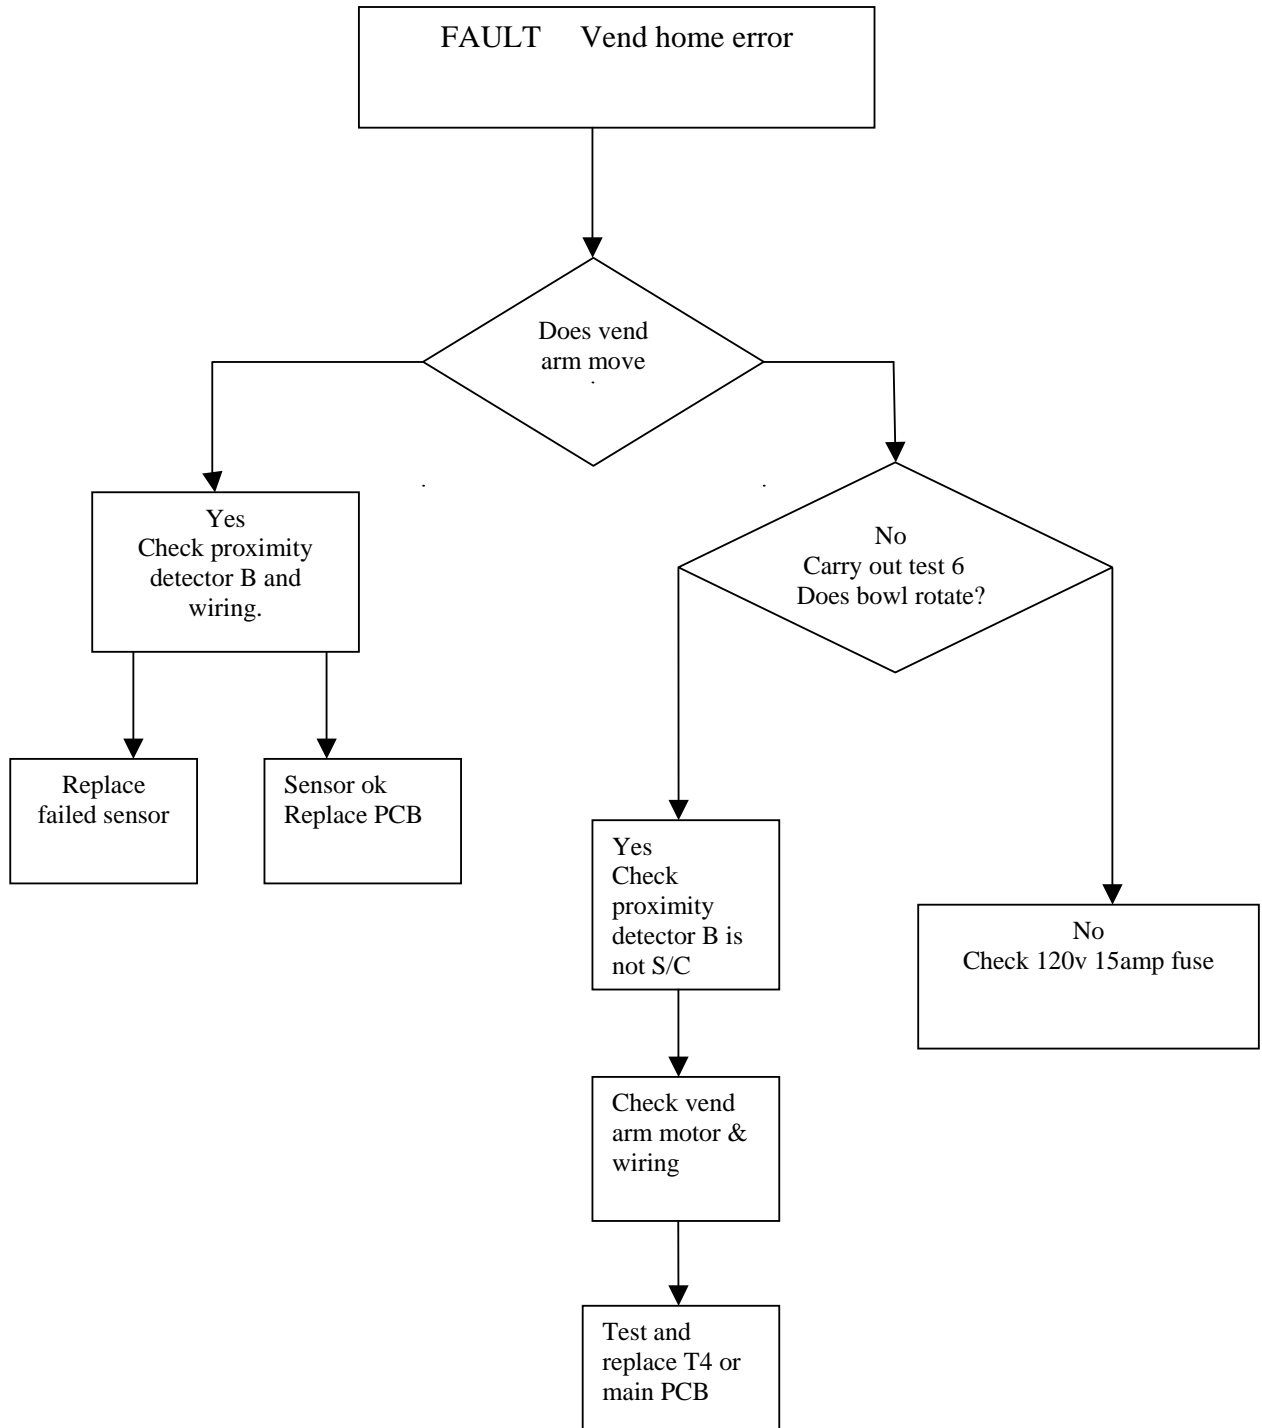 FAULT Vend home error
Does vend
arm move
Yes
Check proximity
detector B and
wiring.
No
Carry out test 6
Does bowl rotate?
Replace
failed sensor
Sensor ok
Replace PCB
Yes
Check
proximity
detector B is
not S/C
No
Check 120v 15amp fuse
Check vend
arm motor &
wiring
Test and
replace T4 or
main PCB